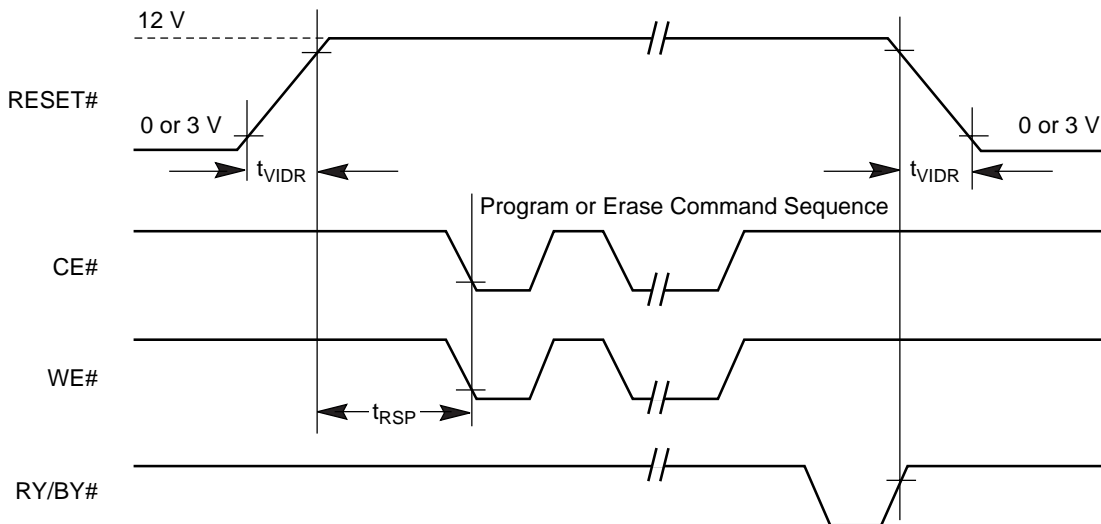 12 V
RESET#
0 or 3 V
0 or 3 V
tVIDR
tVIDR
Program or Erase Command Sequence
CE#
WE#
tRSP
RY/BY#